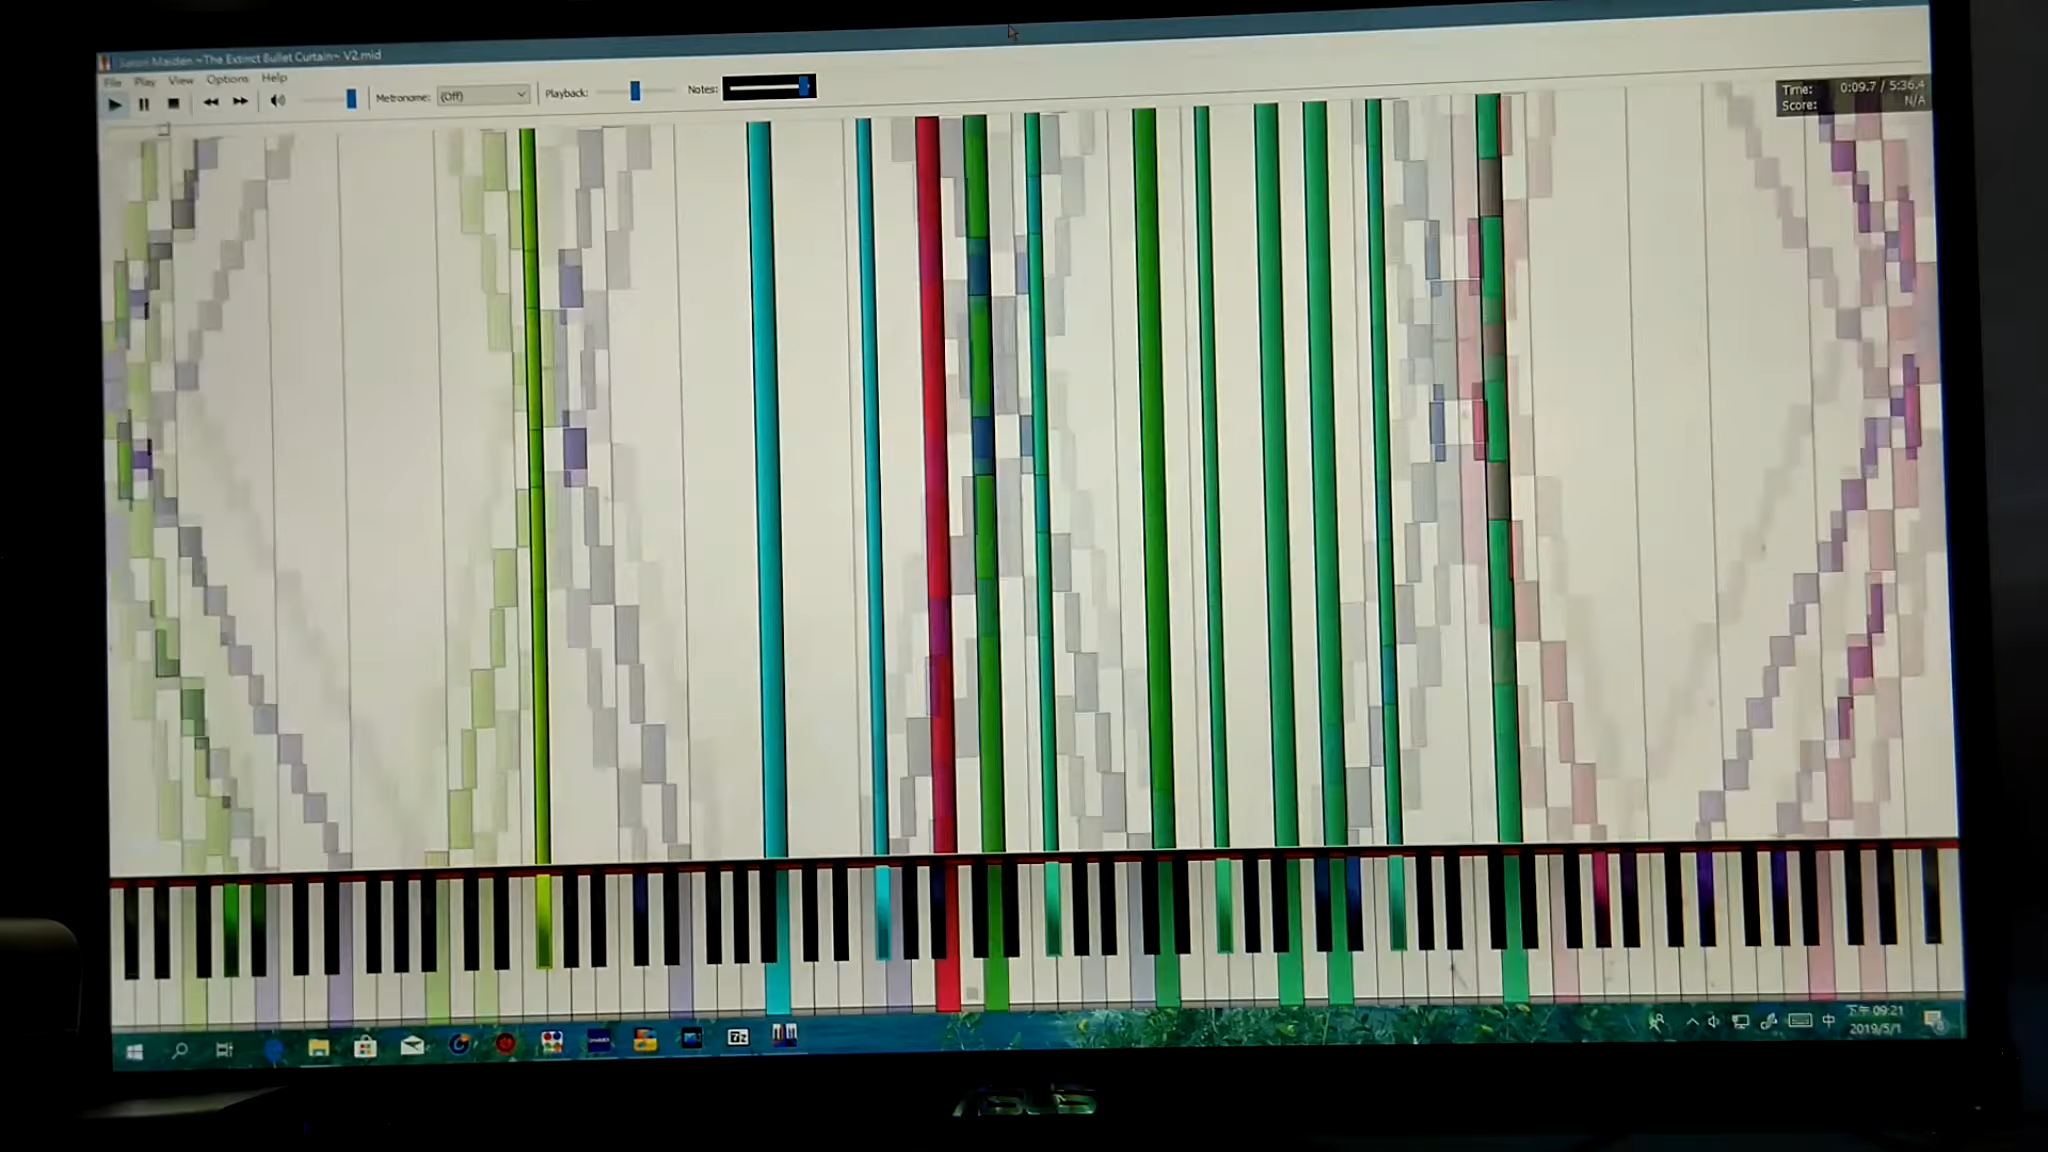 Maiden ~The Extinct Bullet Curtain~ V2.mid
File Play View Options Help
Metronome: (Off) Playback: Notes:
Time: 0:09.7 / 5:36.4
Score: N/A
中 下午 09:21
2019/5/1
ASUS